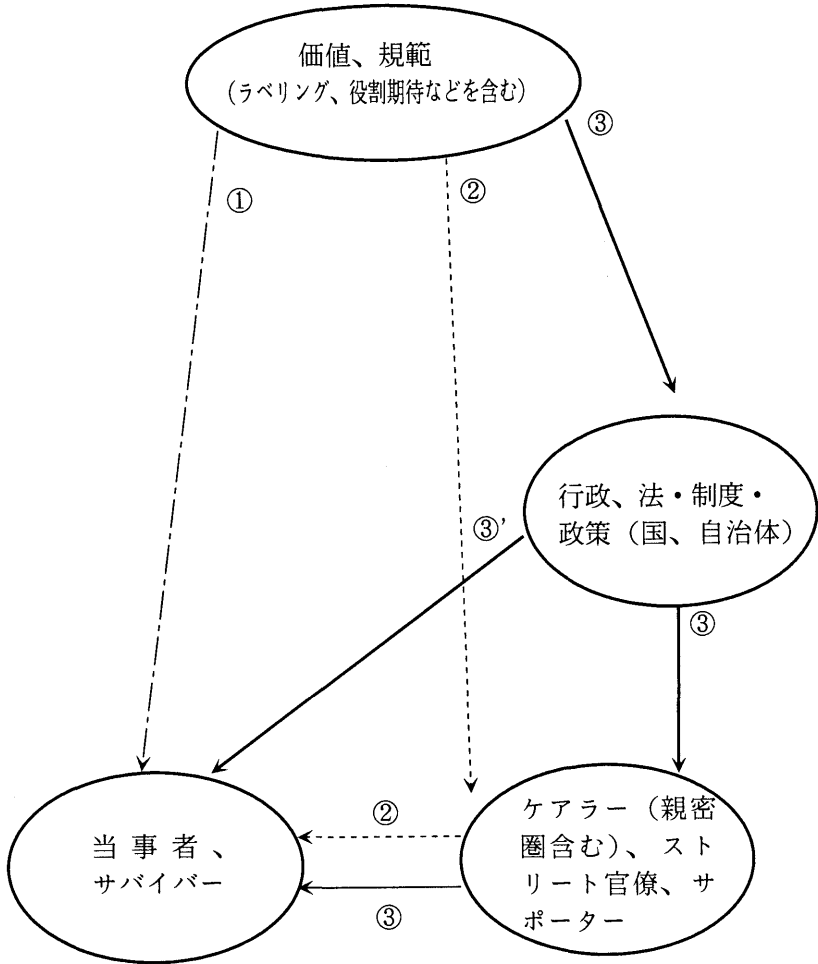 価値、規範
(ラベリング、役割期待などを含む)
③
①
②
行政、法・制度・
政策（国、自治体）
③’
③
ケアラー（親密
圏含む）、スト
リート官僚、サ
ポーター
②
当事者、
サバイバー
③